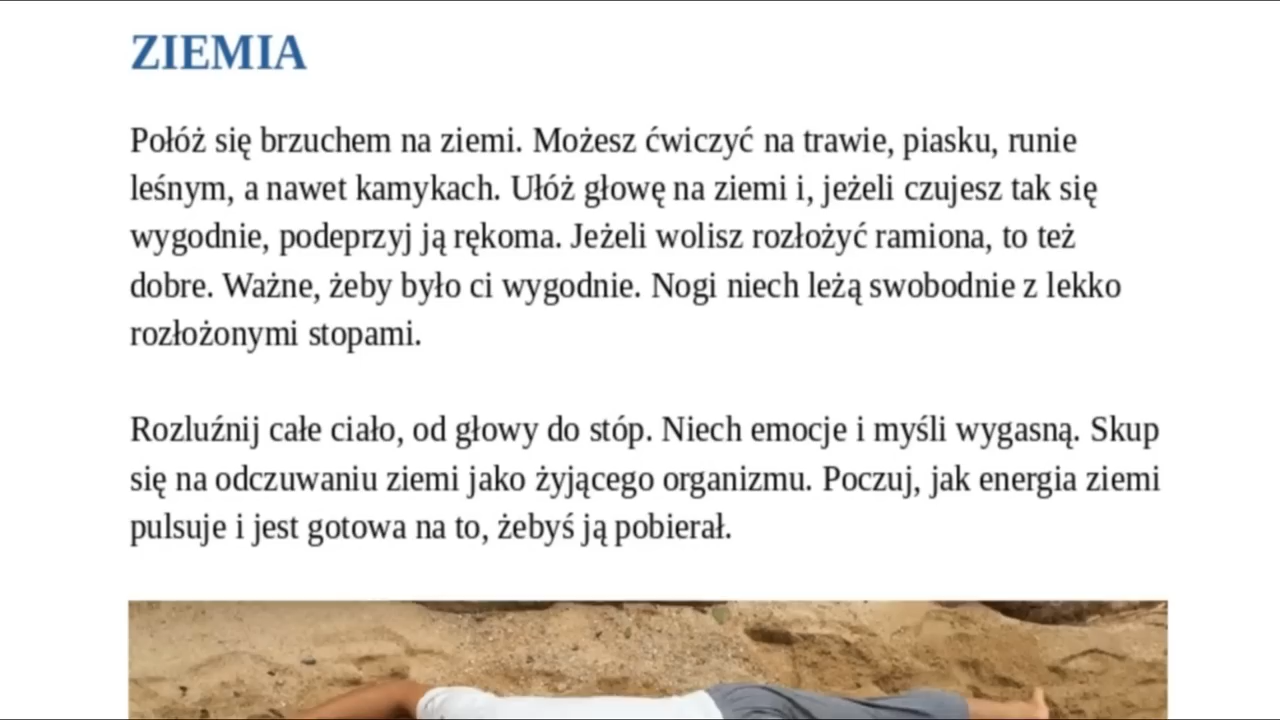 ZIEMIA
Połóż się brzuchem na ziemi. Możesz ćwiczyć na trawie, piasku, runie
leśnym, a nawet kamykach. Ułóż głowę na ziemi i, jeżeli czujesz tak się
wygodnie, podeprzyj ją rękoma. Jeżeli wolisz rozłożyć ramiona, to też
dobre. Ważne, żeby było ci wygodnie. Nogi niech leżą swobodnie z lekko
rozłożonymi stopami.
Rozluźnij całe ciało, od głowy do stóp. Niech emocje i myśli wygasną. Skup
się na odczuwaniu ziemi jako żyjącego organizmu. Poczuj, jak energia ziemi
pulsuje i jest gotowa na to, żebyś ją pobierał.